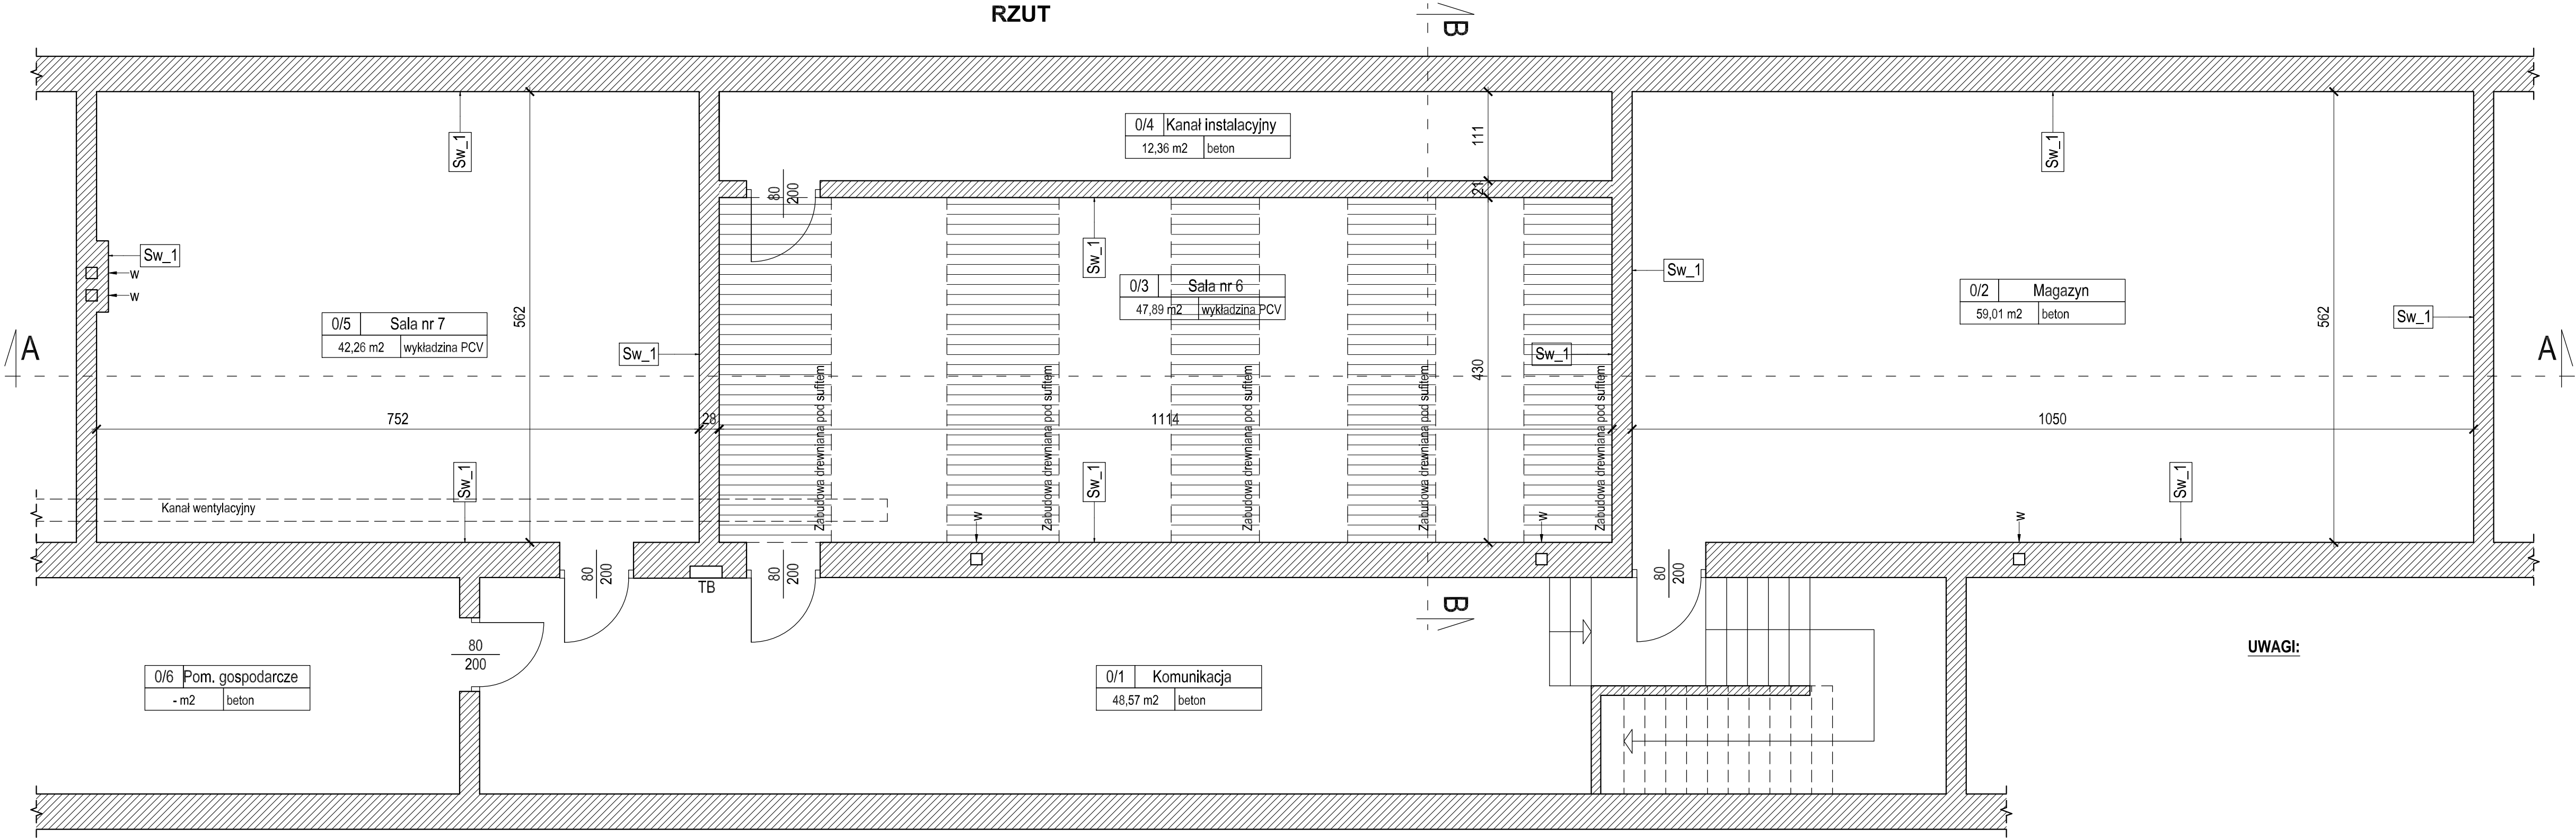 RZUT
B
0/4 Kanał instalacyjny
12,36 m2 beton
111
Sw_1
Sw_1
80
200
21
Sw_1
w
w
Sw_1
Sw_1
0/3 Sala nr 6
47,89 m2 wykładzina PCV
0/2 Magazyn
59,01 m2 beton
0/5 Sala nr 7
42,26 m2 wykładzina PCV
562
562
Sw_1
Sw_1
Sw_1
A
A
430
Zabudowa drewniana pod sufitem
Zabudowa drewniana pod sufitem
Zabudowa drewniana pod sufitem
Zabudowa drewniana pod sufitem
Zabudowa drewniana pod sufitem
752
28
1114
1050
Sw_1
Sw_1
Sw_1
Kanał wentylacyjny
w
w
w
80
200
TB
80
200
80
200
B
80
200
0/6 Pom. gospodarcze
- m2 beton
0/1 Komunikacja
48,57 m2 beton
UWAGI: